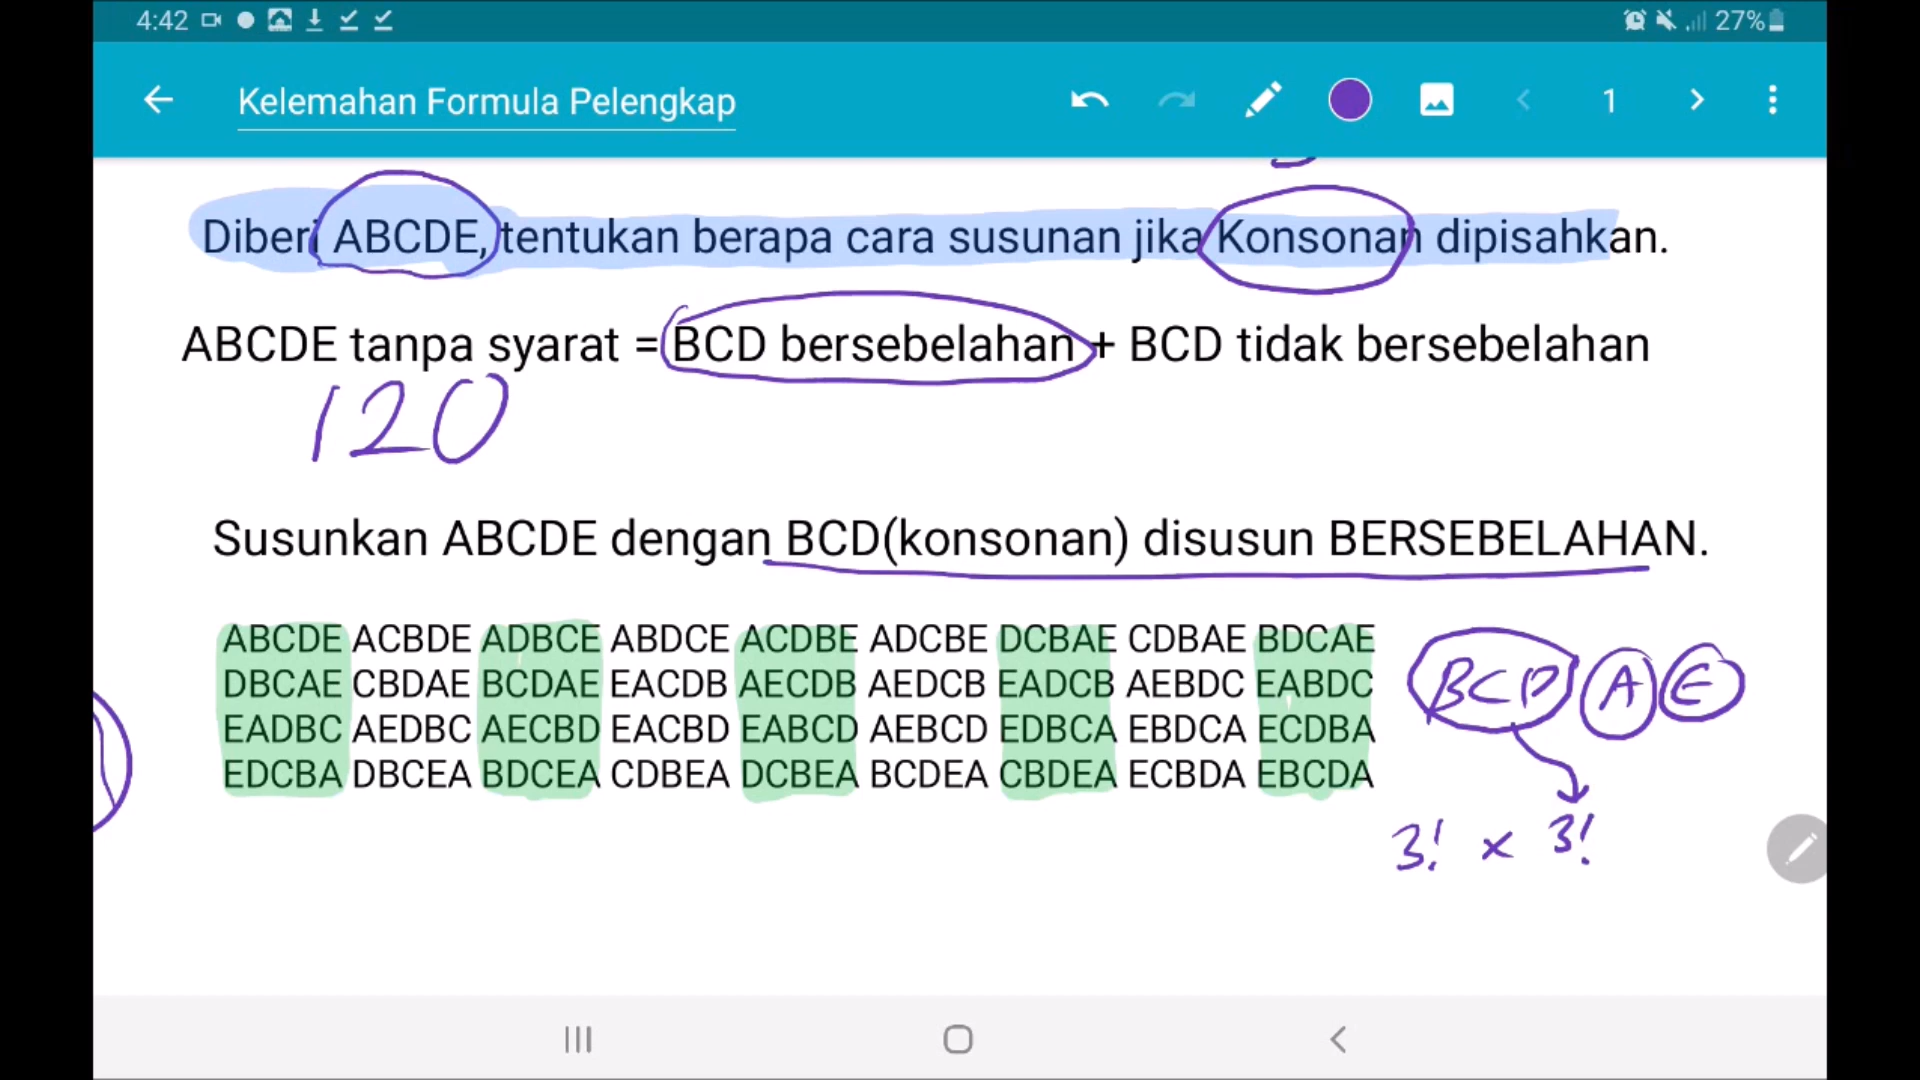 4:42 27%
Kelemahan Formula Pelengkap 1
Diberi ABCDE, tentukan berapa cara susunan jika Konsonan dipisahkan.
ABCDE tanpa syarat = BCD bersebelahan + BCD tidak bersebelahan
120
Susunkan ABCDE dengan BCD(konsonan) disusun BERSEBELAHAN.
ABCDE ACBDE ADBCE ABDCE ACDBE ADCBE DCBAE CDBAE BDCAE
DBCAE CBDAE BCDAE EACDB AECDB AEDCB EADCB AEBDC EABDC
EADBC AEDBC AECBD EACBD EABCD AEBCD EDBCA EBDCA ECDBA
EDCBA DBCEA BDCEA CDBEA DCBEA BCDEA CBDEA ECBDA EBCDA
BCD A E
3! x 3!